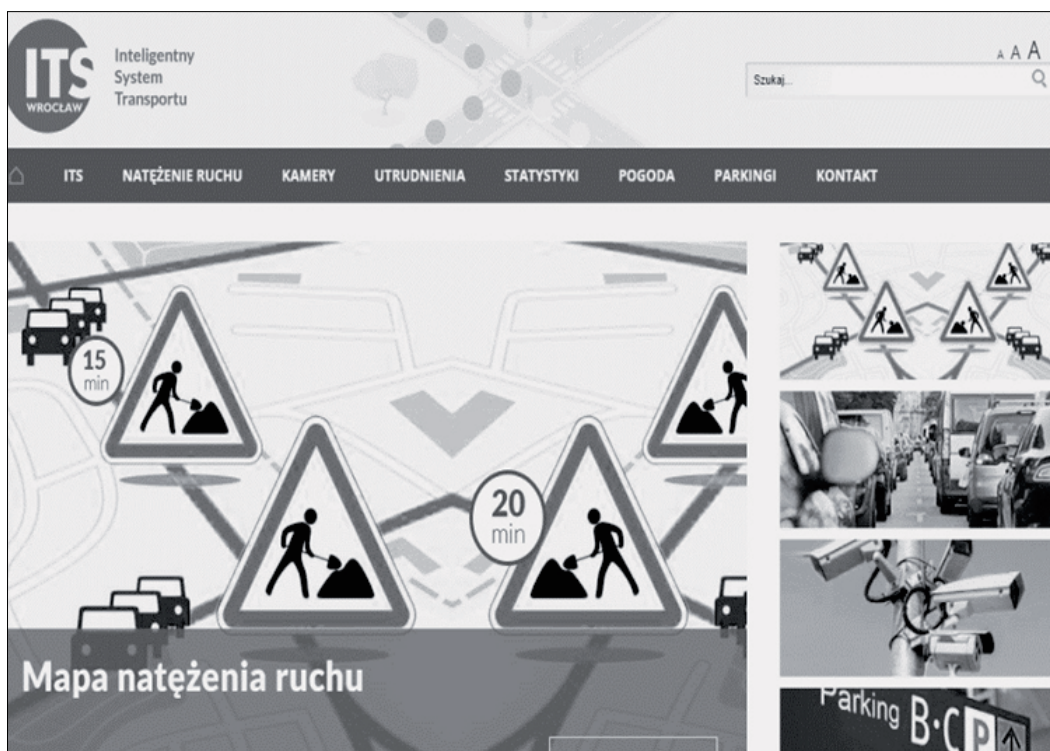 ITS
WROCŁAW
Inteligentny
System
Transportu
A A A
Szukaj...
ITS NATĘŻENIE RUCHU KAMERY UTRUDNIENIA STATYSTYKI POGODA PARKINGI KONTAKT
15
min
20
min
Mapa natężenia ruchu
Parking B·C P